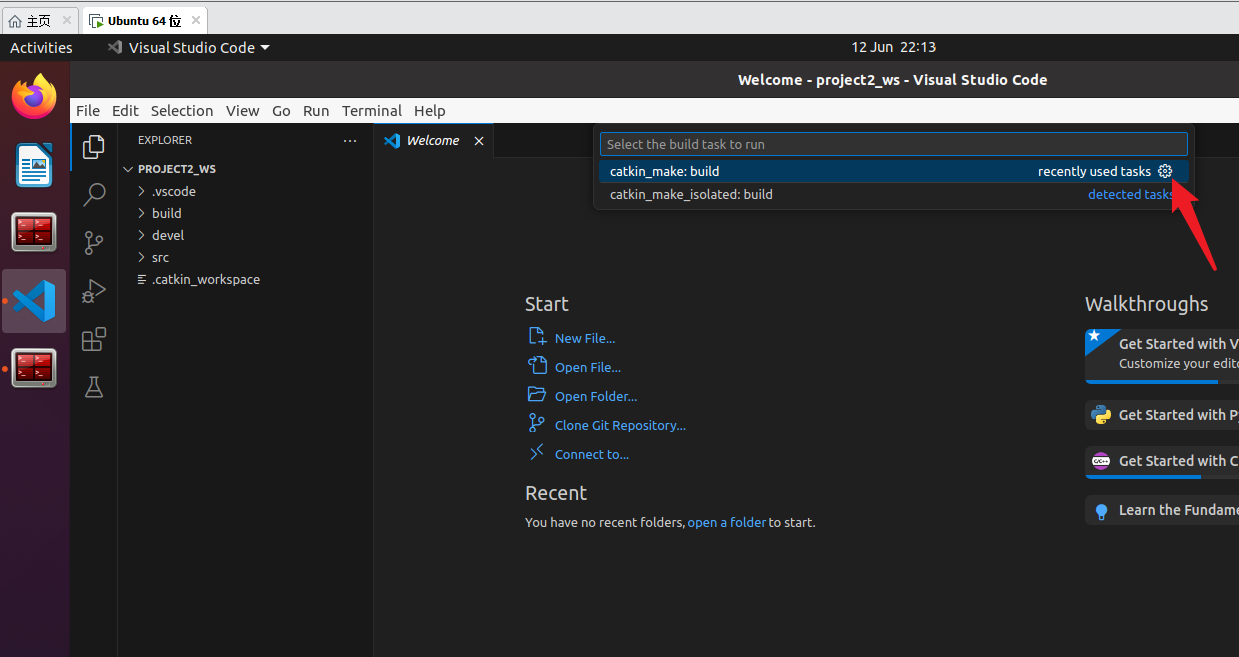 主页
Ubuntu 64 位
Activities
Visual Studio Code
12 Jun 22:13
Welcome - project2_ws - Visual Studio Code
File Edit Selection View Go Run Terminal Help
EXPLORER
Welcome
Select the build task to run
PROJECT2_WS
catkin_make: build
recently used tasks
.vscode
catkin_make_isolated: build
detected tasks
build
devel
src
.catkin_workspace
Start
Walkthroughs
New File...
Get Started with V
Open File...
Customize your edito
Open Folder...
Get Started with Py
Clone Git Repository...
Connect to...
Get Started with C
C/C++
Recent
Learn the Fundame
You have no recent folders, open a folder to start.